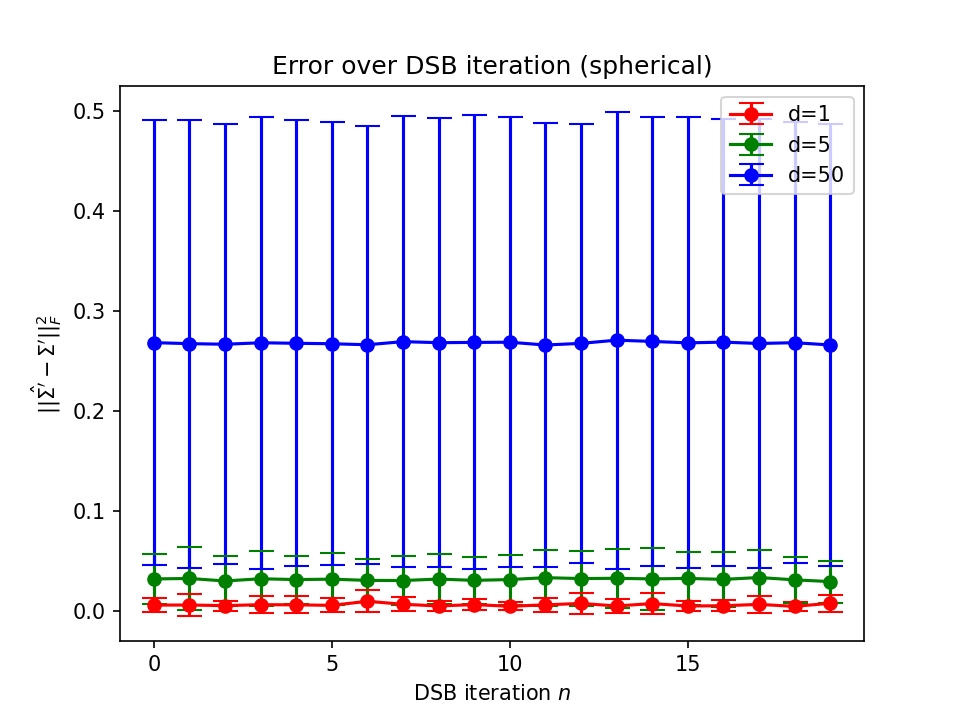 Error over DSB iteration (spherical)
0.5
0.4
0.3
0.2
0.1
0.0
||Σ̂′ − Σ′||²_F
d=1
d=5
d=50
0 5 10 15
DSB iteration n